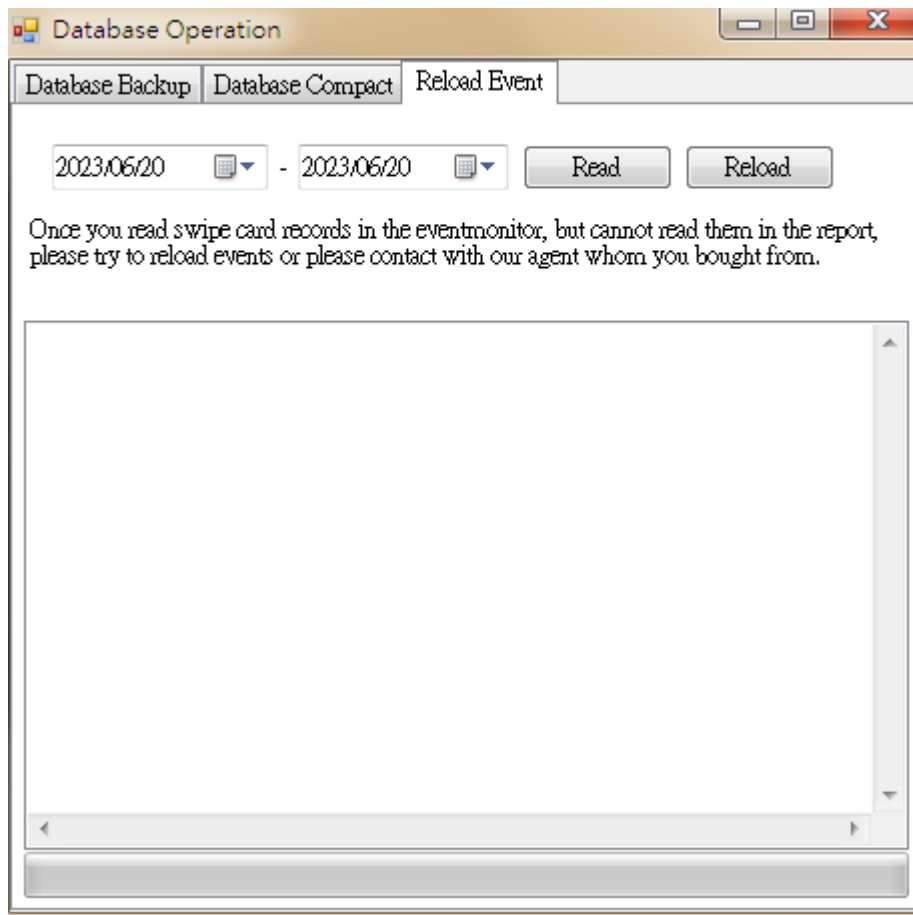 Database Operation
Database Backup Database Compact Reload Event
2023/06/20 - 2023/06/20 Read Reload
Once you read swipe card records in the eventmonitor, but cannot read them in the report,
please try to reload events or please contact with our agent whom you bought from.